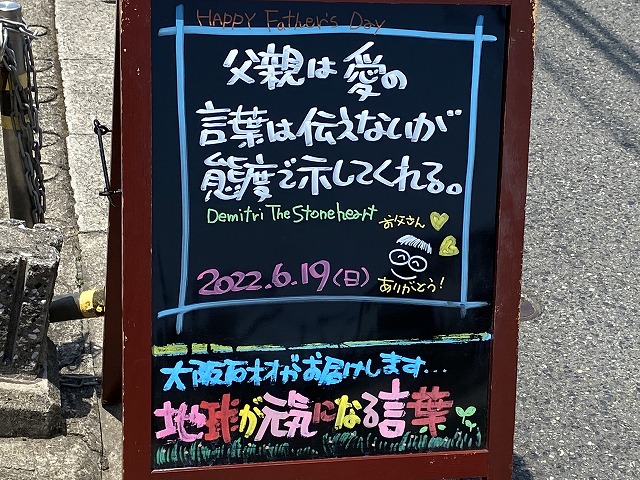 HAPPY Father's Day
父親は愛の
言葉は伝えないが
態度で示してくれる。
Demitri The Stoneheart
お父さん
ありがとう!
2022.6.19(日)
大阪石材がお届けします...
地球が元気になる言葉